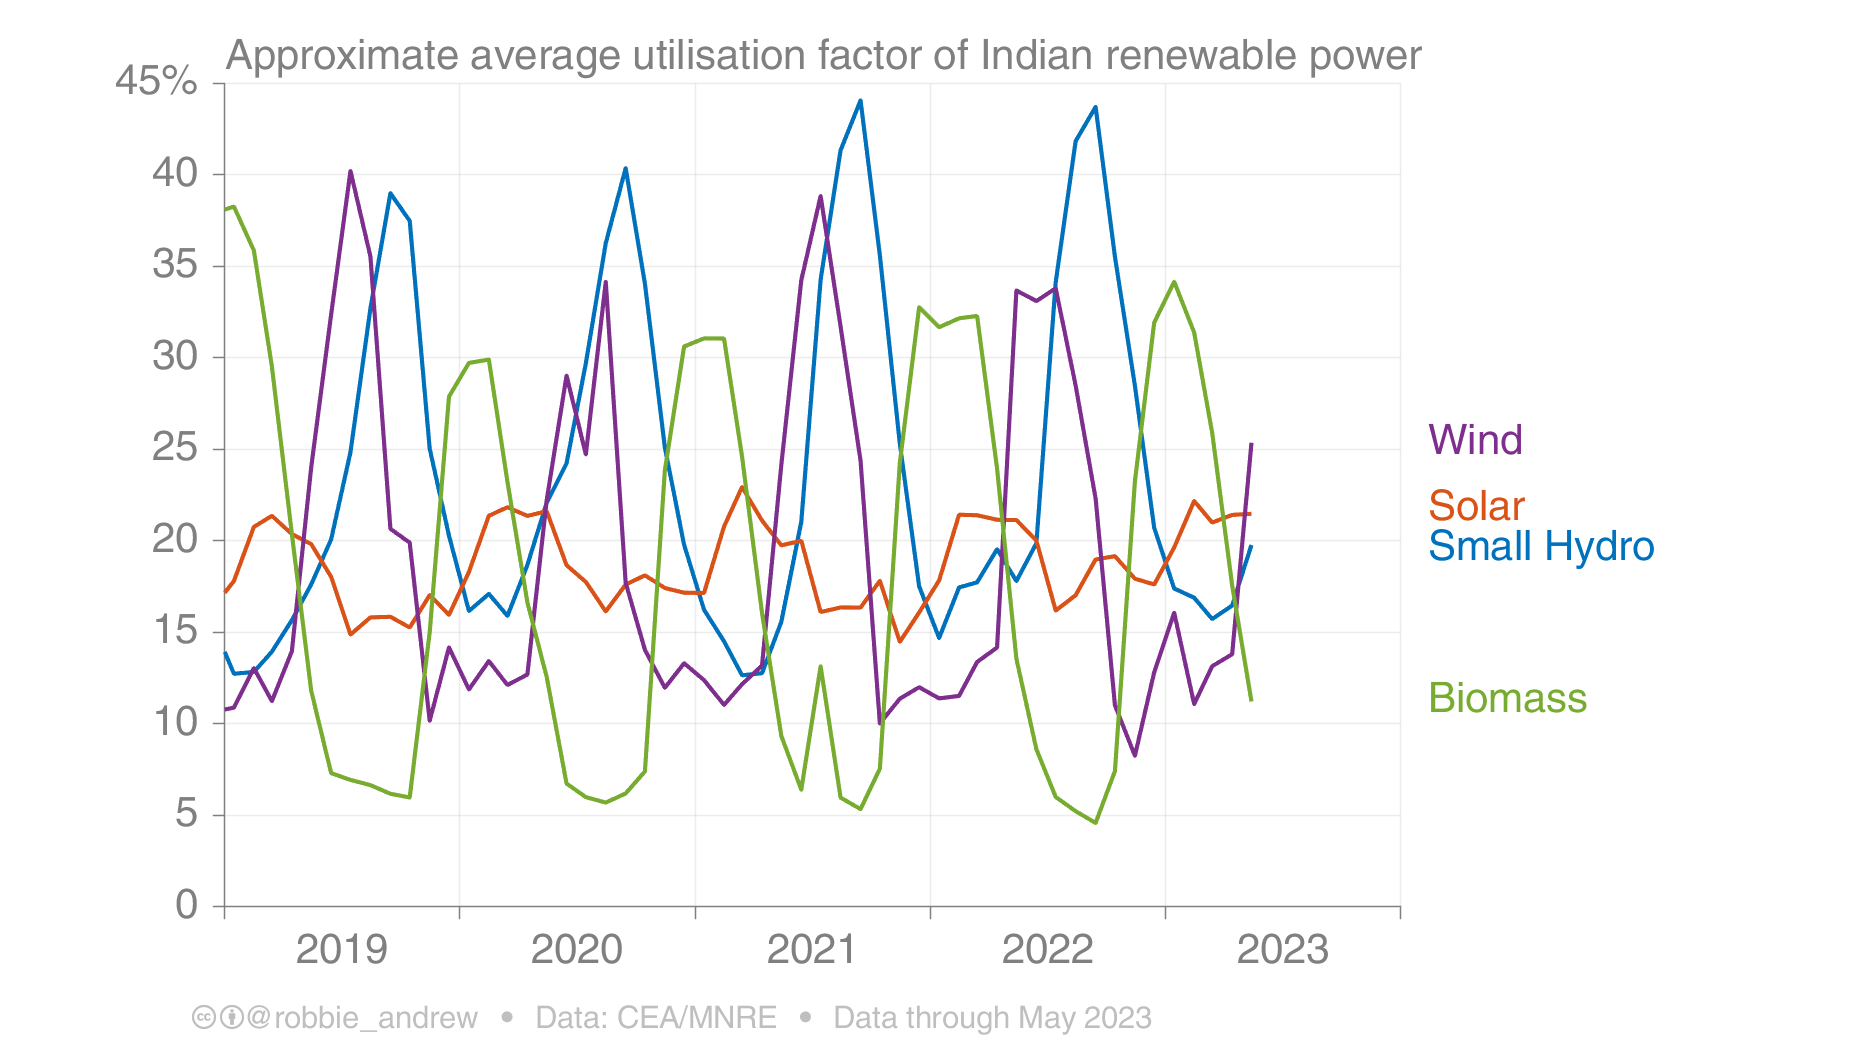 Approximate average utilisation factor of Indian renewable power
45%
40
35
30
25
20
15
10
5
0
Wind
Solar
Small Hydro
Biomass
2019 2020 2021 2022 2023
cc @robbie_andrew • Data: CEA/MNRE • Data through May 2023